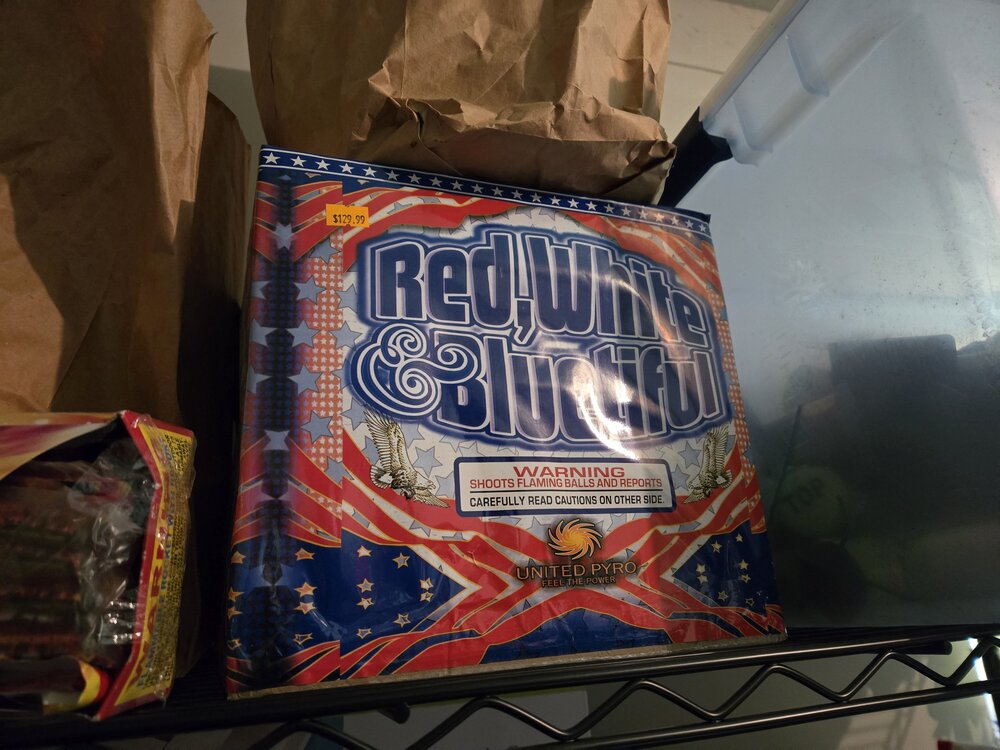 $129.99
Red, White
& Bluetiful
WARNING
SHOOTS FLAMING BALLS AND REPORTS
CAREFULLY READ CAUTIONS ON OTHER SIDE.
UNITED PYRO
FEEL THE POWER